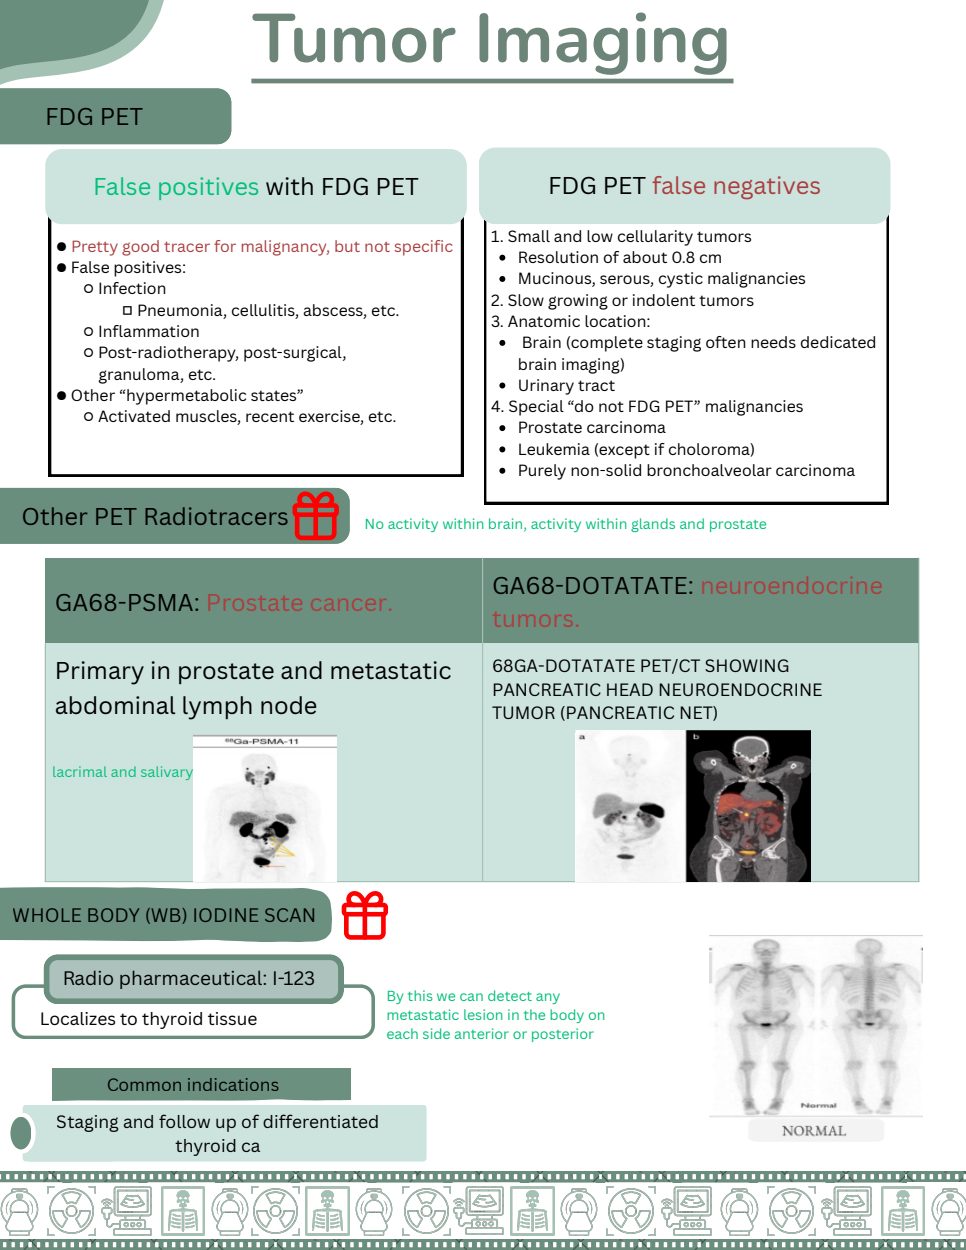 Tumor Imaging
FDG PET
False positives with FDG PET
● Pretty good tracer for malignancy, but not specific
● False positives:
○ Infection
□ Pneumonia, cellulitis, abscess, etc.
○ Inflammation
○ Post-radiotherapy, post-surgical,
granuloma, etc.
● Other “hypermetabolic states”
○ Activated muscles, recent exercise, etc.
FDG PET false negatives
1. Small and low cellularity tumors
• Resolution of about 0.8 cm
• Mucinous, serous, cystic malignancies
2. Slow growing or indolent tumors
3. Anatomic location:
• Brain (complete staging often needs dedicated
brain imaging)
• Urinary tract
4. Special “do not FDG PET” malignancies
• Prostate carcinoma
• Leukemia (except if choloroma)
• Purely non-solid bronchoalveolar carcinoma
Other PET Radiotracers
No activity within brain, activity within glands and prostate
GA68-PSMA: Prostate cancer.
GA68-DOTATATE: neuroendocrine
tumors.
Primary in prostate and metastatic
abdominal lymph node
68Ga-PSMA-11
lacrimal and salivary
68GA-DOTATATE PET/CT SHOWING
PANCREATIC HEAD NEUROENDOCRINE
TUMOR (PANCREATIC NET)
a
b
WHOLE BODY (WB) IODINE SCAN
Radio pharmaceutical: I-123
Localizes to thyroid tissue
By this we can detect any
metastatic lesion in the body on
each side anterior or posterior
Common indications
Staging and follow up of differentiated
thyroid ca
Normal
NORMAL